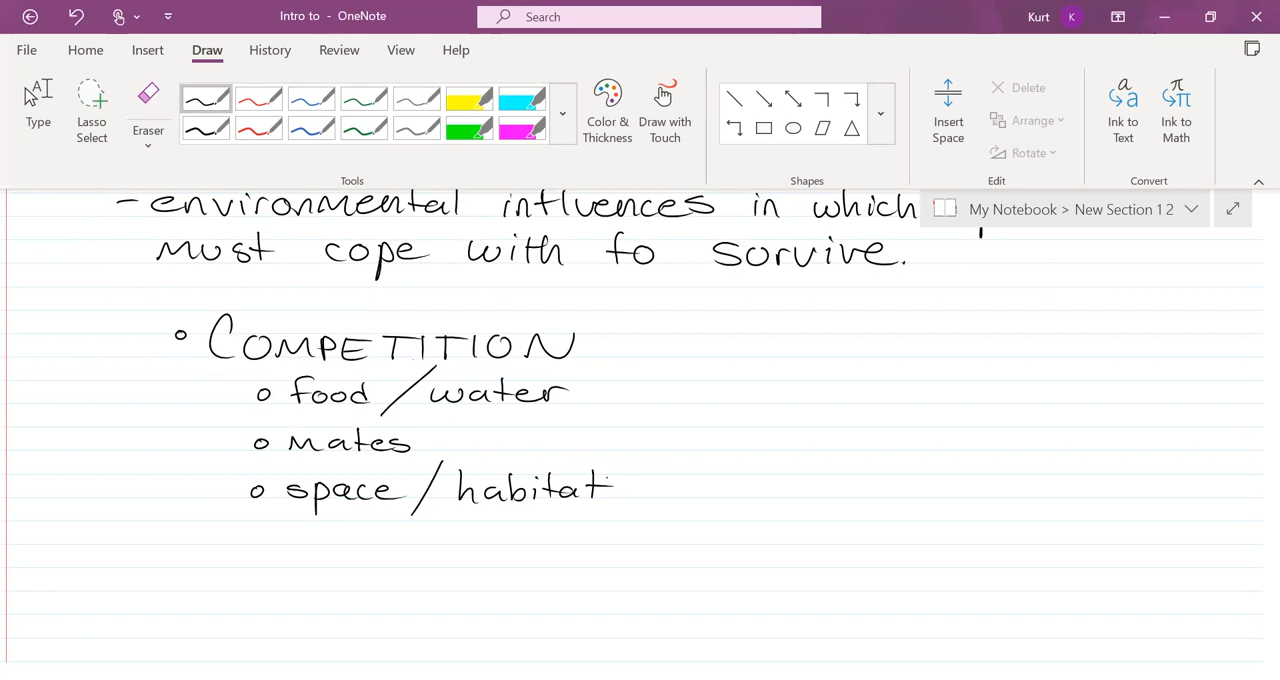 Intro to - OneNote
Search
Kurt K
File Home Insert Draw History Review View Help
Type
Lasso Select
Eraser
Color & Thickness
Draw with Touch
Insert Space
Delete
Arrange
Rotate
Ink to Text
Ink to Math
Tools Shapes Edit Convert
- environmental influences in which
My Notebook > New Section 1 2
must cope with to survive.
• COMPETITION
o food / water
o mates
o space / habitat